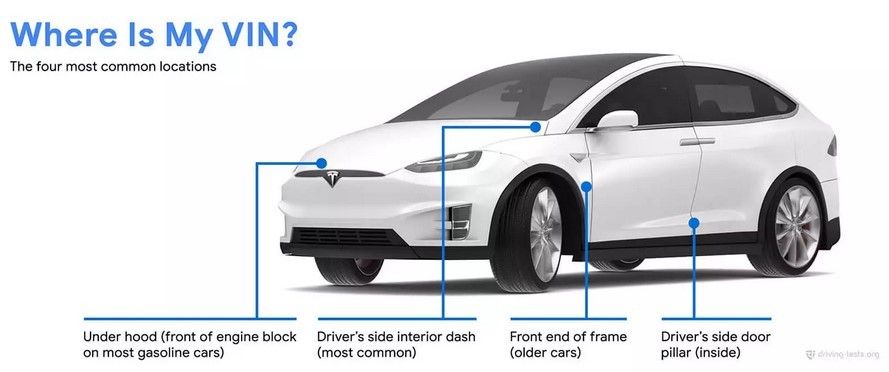 Where Is My VIN?
The four most common locations
Under hood (front of engine block
on most gasoline cars)
Driver's side interior dash
(most common)
Front end of frame
(older cars)
Driver's side door
pillar (inside)
driving-tests.org